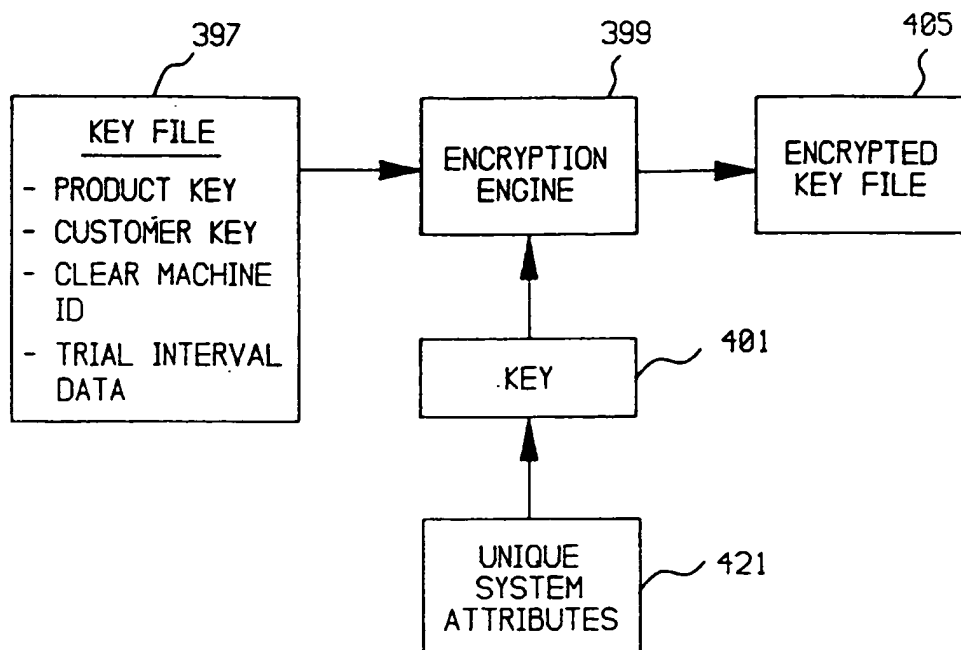 397
399
405
KEY FILE
- PRODUCT KEY
- CUSTOMER KEY
- CLEAR MACHINE
ID
- TRIAL INTERVAL
DATA
ENCRYPTION
ENGINE
ENCRYPTED
KEY FILE
KEY
401
UNIQUE
SYSTEM
ATTRIBUTES
421